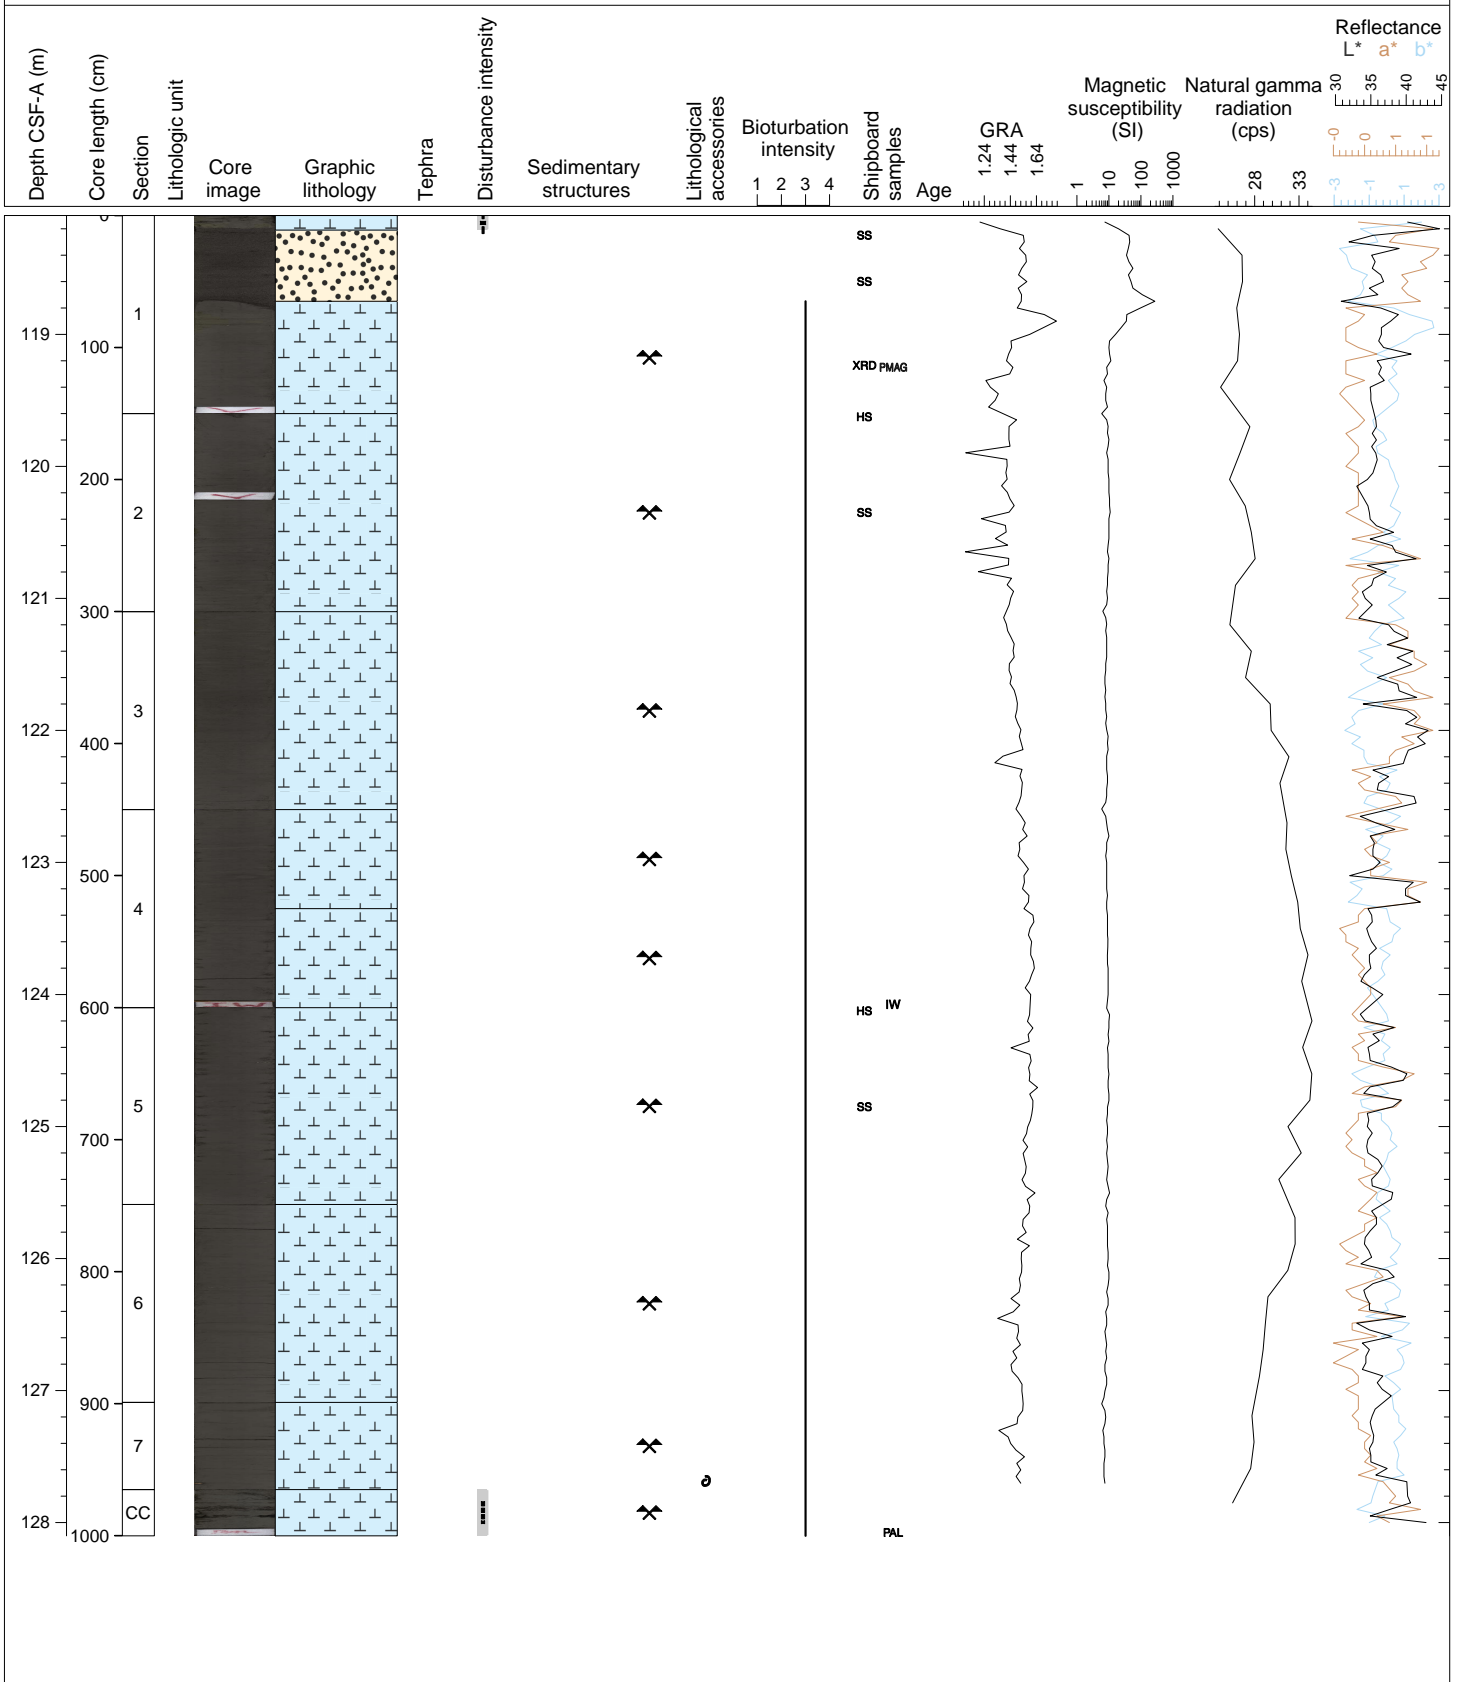 Reflectance
L* a* b*
30 35 40 45
-0 0 1 1
-3 -1 1 3
Depth CSF-A (m)
Core length (cm)
Section
Lithologic unit
Core
image
Graphic
lithology
Tephra
Disturbance intensity
Sedimentary
structures
Lithological
accessories
Bioturbation
intensity
1 2 3 4
Shipboard
samples
Age
GRA
1.24 1.44 1.64
Magnetic
susceptibility
(SI)
1 10 100 1000
Natural gamma
radiation
(cps)
28 33
0
SS
SS
1
119
100
XRD PMAG
HS
120
200
2
SS
121
300
3
122
400
123
500
4
124
600
HS IW
5
SS
125
700
126
800
6
127
900
7
CC
128
1000
PAL